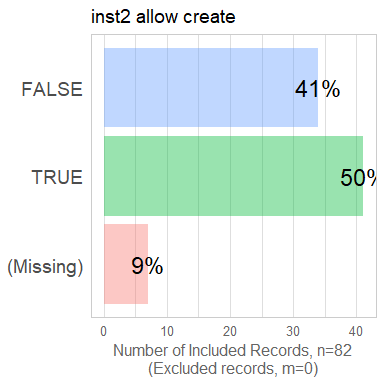 inst2 allow create
FALSE
41%
TRUE
50%
(Missing)
9%
0 10 20 30 40
Number of Included Records, n=82
(Excluded records, m=0)